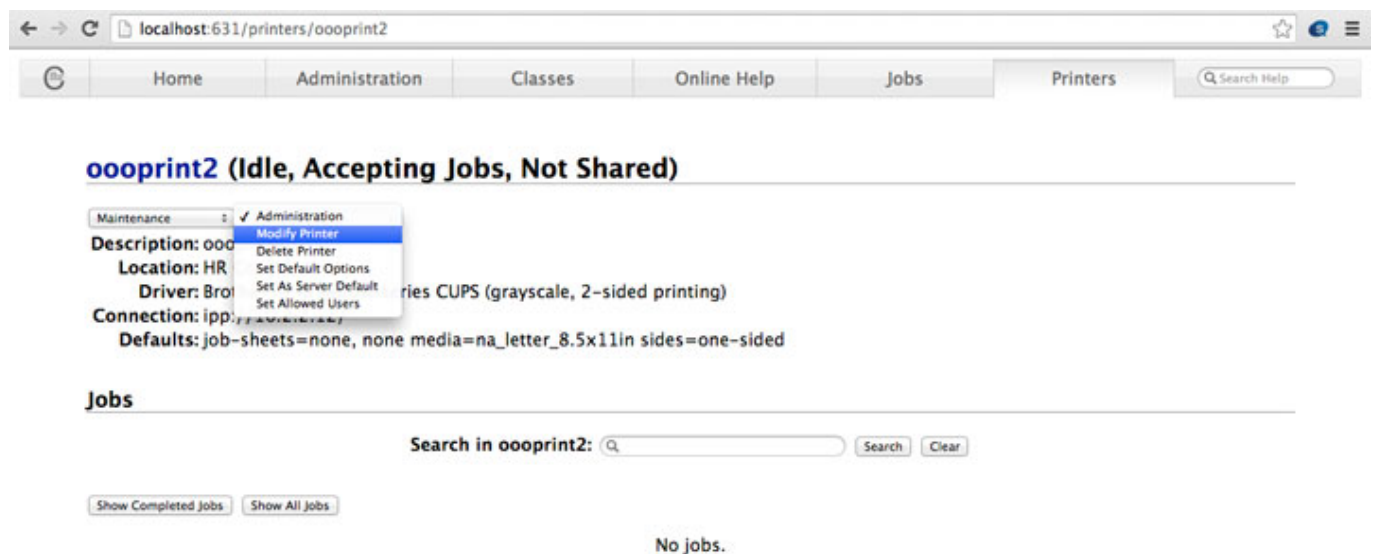 localhost:631/printers/oooprint2
Home Administration Classes Online Help Jobs Printers Search Help
oooprint2 (Idle, Accepting Jobs, Not Shared)
Maintenance ✓ Administration
Modify Printer
Description: ooo
Delete Printer
Location: HR
Set Default Options
Set As Server Default
Driver: Brot ries CUPS (grayscale, 2-sided printing)
Set Allowed Users
Connection: ipp:
Defaults: job-sheets=none, none media=na_letter_8.5x11in sides=one-sided
Jobs
Search in oooprint2: Search Clear
Show Completed Jobs Show All Jobs
No jobs.